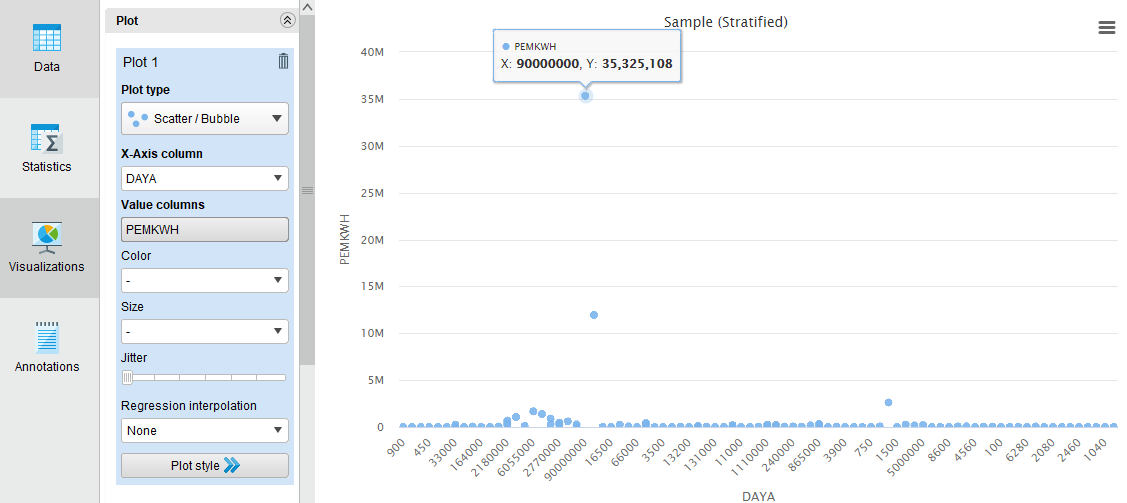 Data
Statistics
Visualizations
Annotations
Plot
Plot 1
Plot type
Scatter / Bubble
X-Axis column
DAYA
Value columns
PEMKWH
Color
-
Size
-
Jitter
Regression interpolation
None
Plot style
Sample (Stratified)
PEMKWH
X: 90000000, Y: 35,325,108
40M
35M
30M
25M
20M
15M
10M
5M
0
PEMKWH
900
450
33000
164000
2180000
6055000
2770000
90000000
16500
66000
3500
13200
131000
11000
1110000
240000
865000
3900
750
1500
5000000
8600
4560
100
6280
2080
2460
1040
DAYA